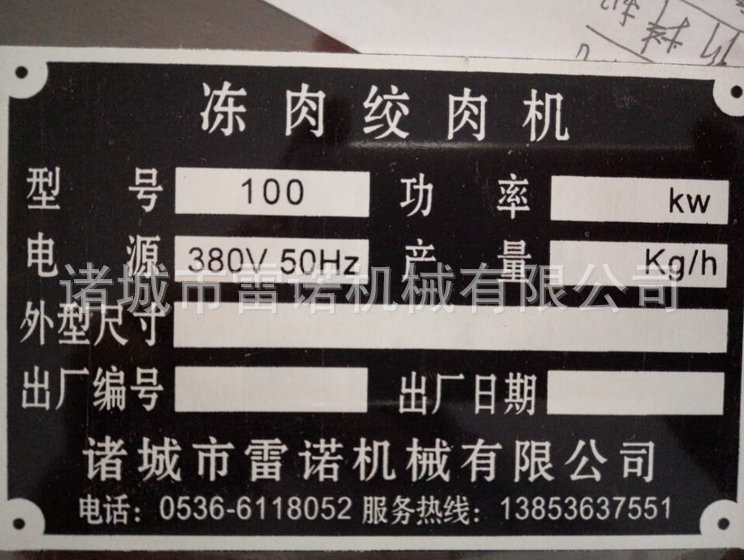 冻肉绞肉机
型号 100 功率 kw
电源 380V 50Hz 产量 Kg/h
诸城市雷诺机械有限公司
外型尺寸
出厂编号 出厂日期
诸城市雷诺机械有限公司
电话：0536-6118052 服务热线：13853637551